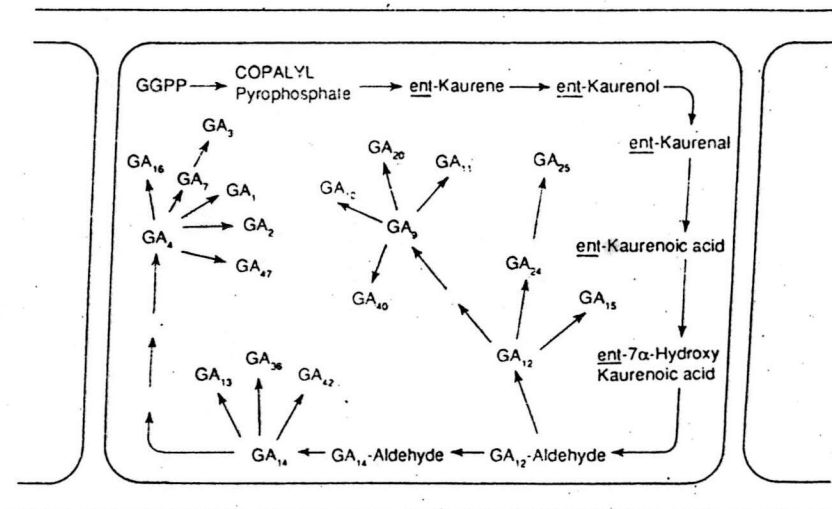 GGPP
COPALYL
Pyrophosphate
ent-Kaurene
ent-Kaurenol
ent-Kaurenal
ent-Kaurenoic acid
ent-7α-Hydroxy
Kaurenoic acid
GA₁₂-Aldehyde
GA₁₄-Aldehyde
GA₁₄
GA₁₃
GA₃₆
GA₄₂
GA₄
GA₁₆
GA₇
GA₃
GA₁
GA₂
GA₄₇
GA₁₂
GA₁₅
GA₂₄
GA₂₅
GA₉
GA₂₀
GA₁₁
GA₄₀